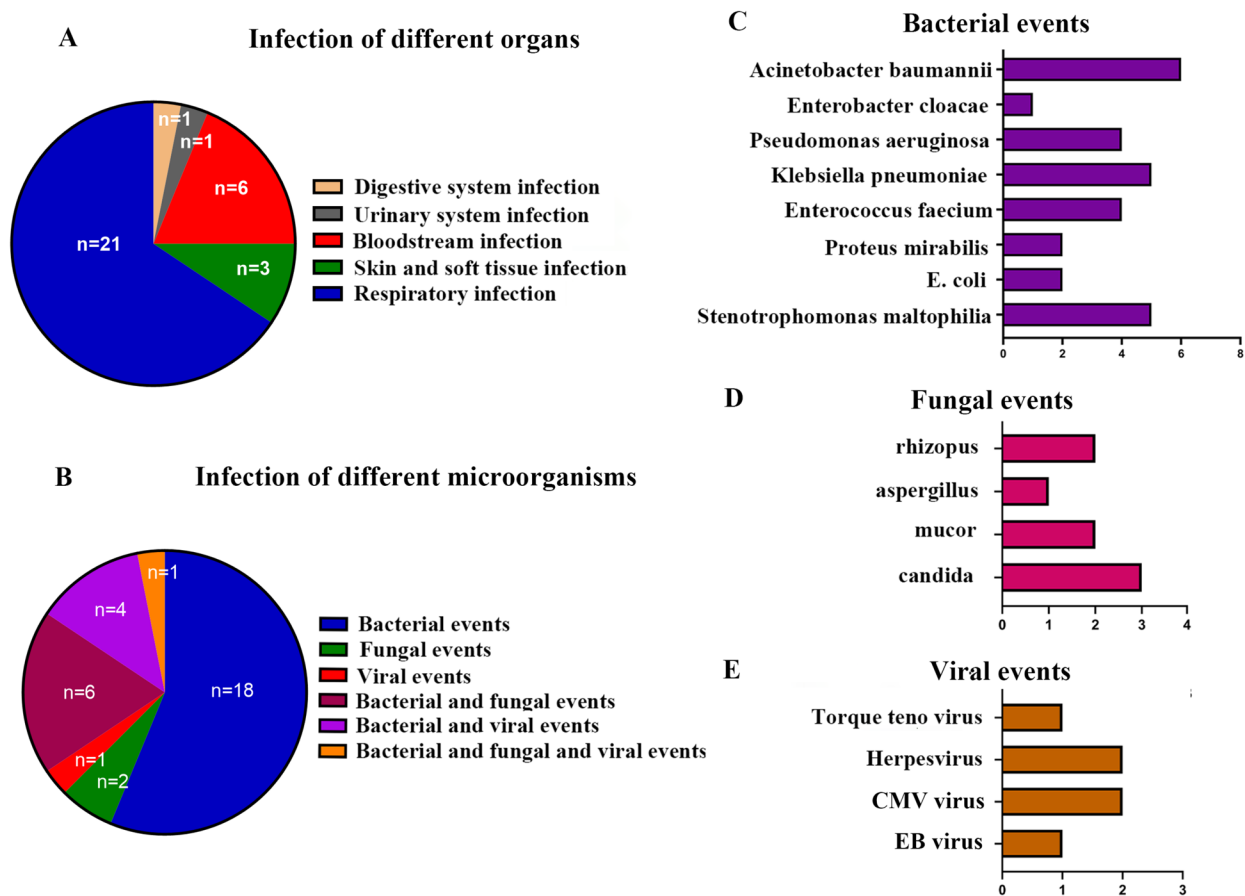 A
Infection of different organs
n=1
n=1
n=6
n=3
n=21
Digestive system infection
Urinary system infection
Bloodstream infection
Skin and soft tissue infection
Respiratory infection
B
Infection of different microorganisms
n=1
n=4
n=6
n=1
n=2
n=18
Bacterial events
Fungal events
Viral events
Bacterial and fungal events
Bacterial and viral events
Bacterial and fungal and viral events
C
Bacterial events
Acinetobacter baumannii
Enterobacter cloacae
Pseudomonas aeruginosa
Klebsiella pneumoniae
Enterococcus faecium
Proteus mirabilis
E. coli
Stenotrophomonas maltophilia
0 2 4 6 8
D
Fungal events
rhizopus
aspergillus
mucor
candida
0 1 2 3 4
E
Viral events
Torque teno virus
Herpesvirus
CMV virus
EB virus
0 1 2 3